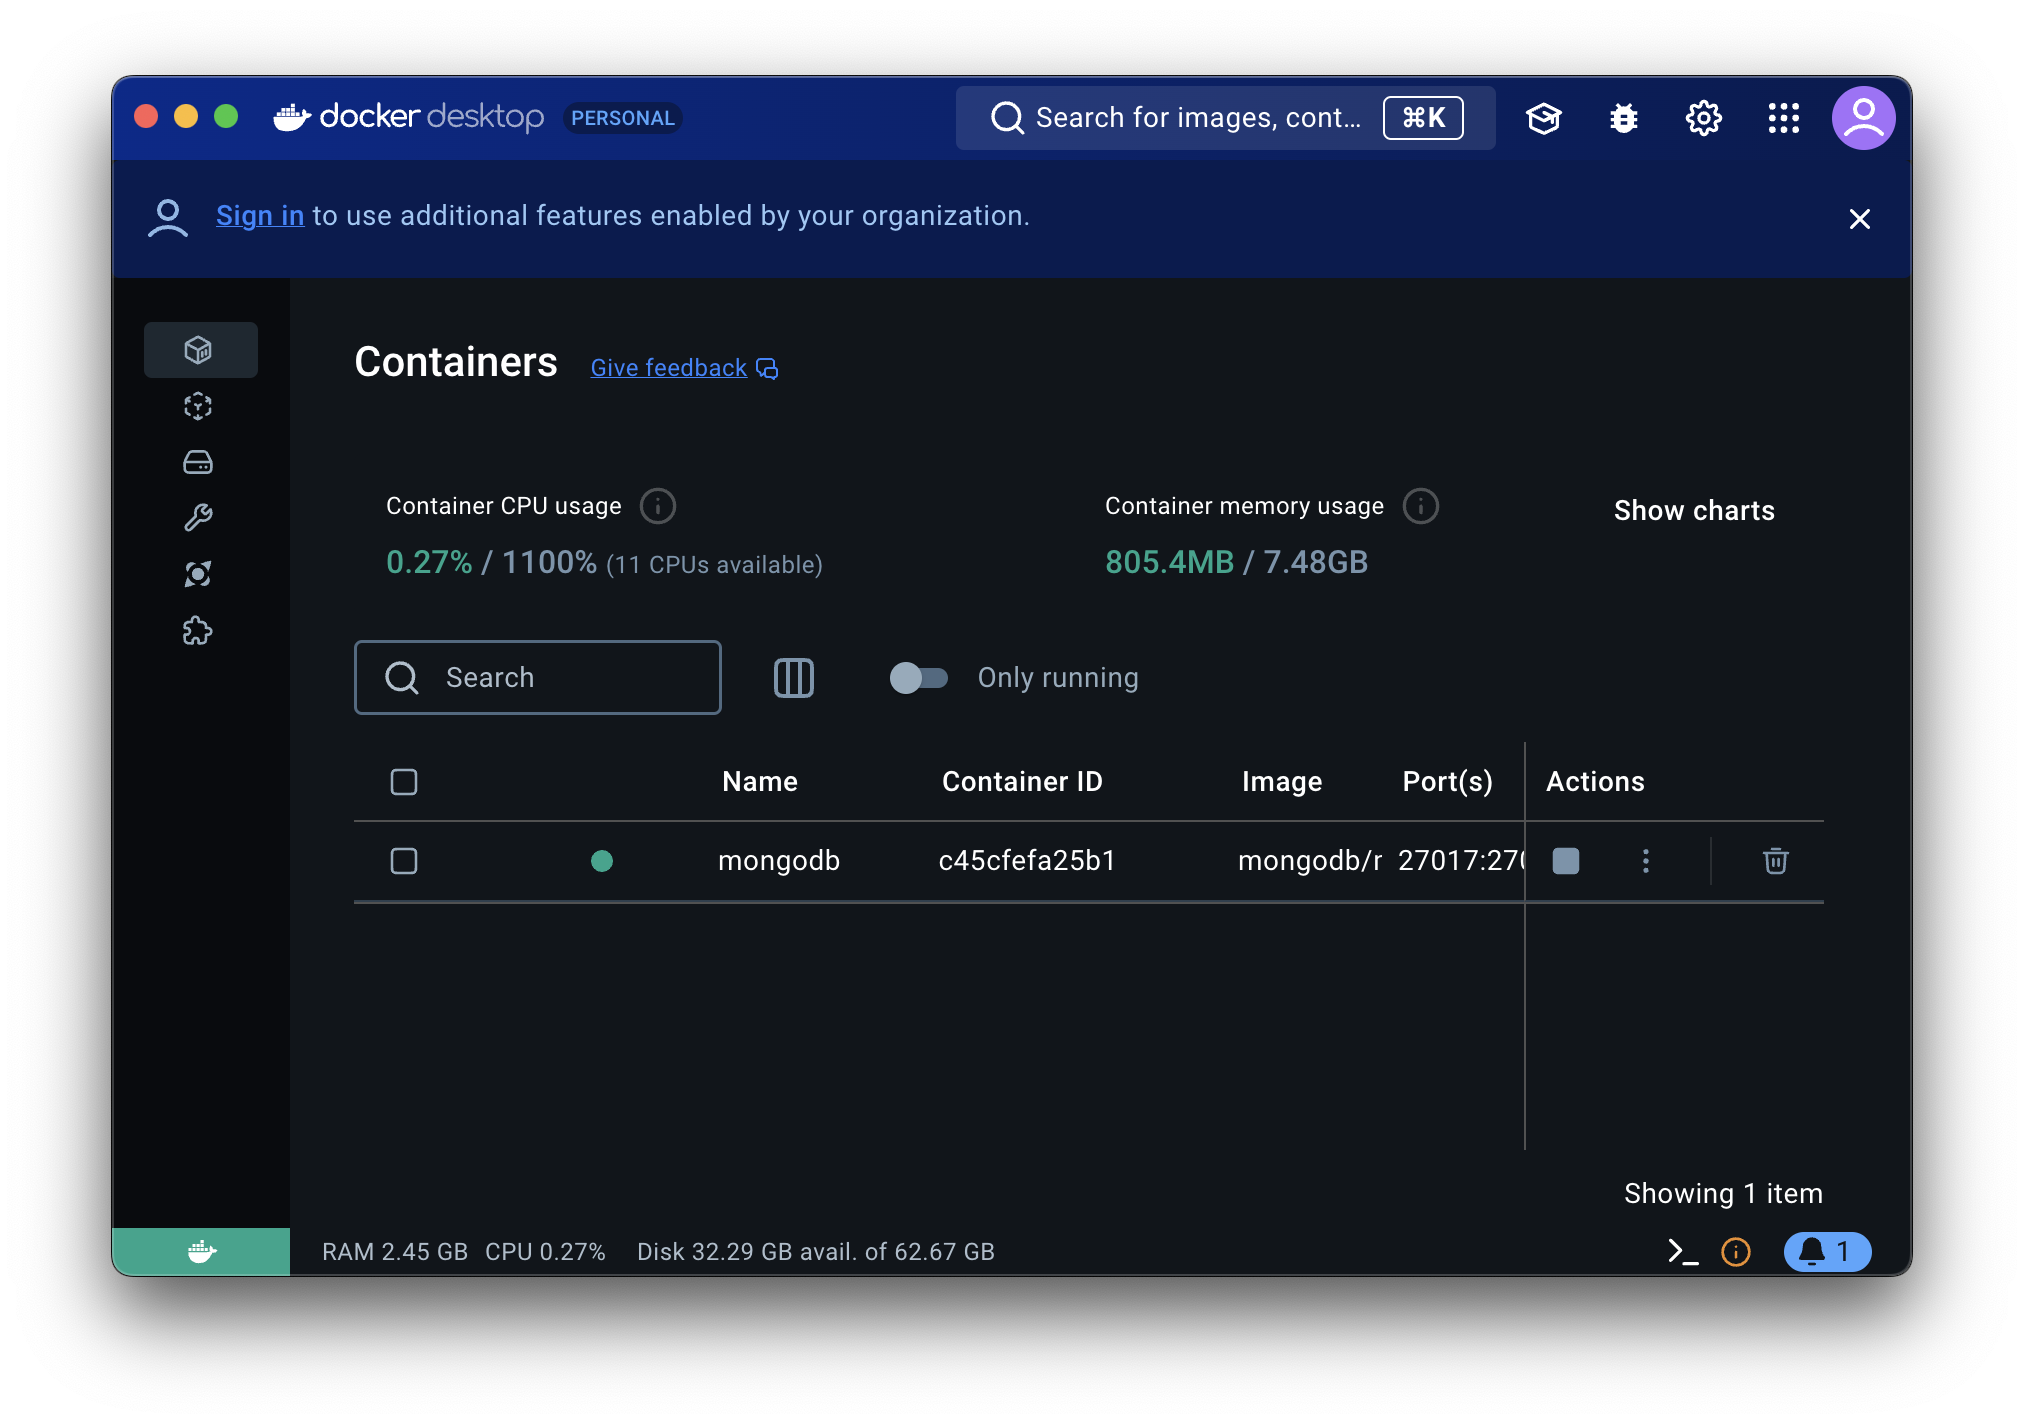 docker desktop PERSONAL Search for images, cont... ⌘K
Sign in to use additional features enabled by your organization.
Containers Give feedback
Container CPU usage Container memory usage Show charts
0.27% / 1100% (11 CPUs available) 805.4MB / 7.48GB
Search Only running
Name Container ID Image Port(s) Actions
mongodb c45cfefa25b1 mongodb/r 27017:270
Showing 1 item
RAM 2.45 GB CPU 0.27% Disk 32.29 GB avail. of 62.67 GB 1